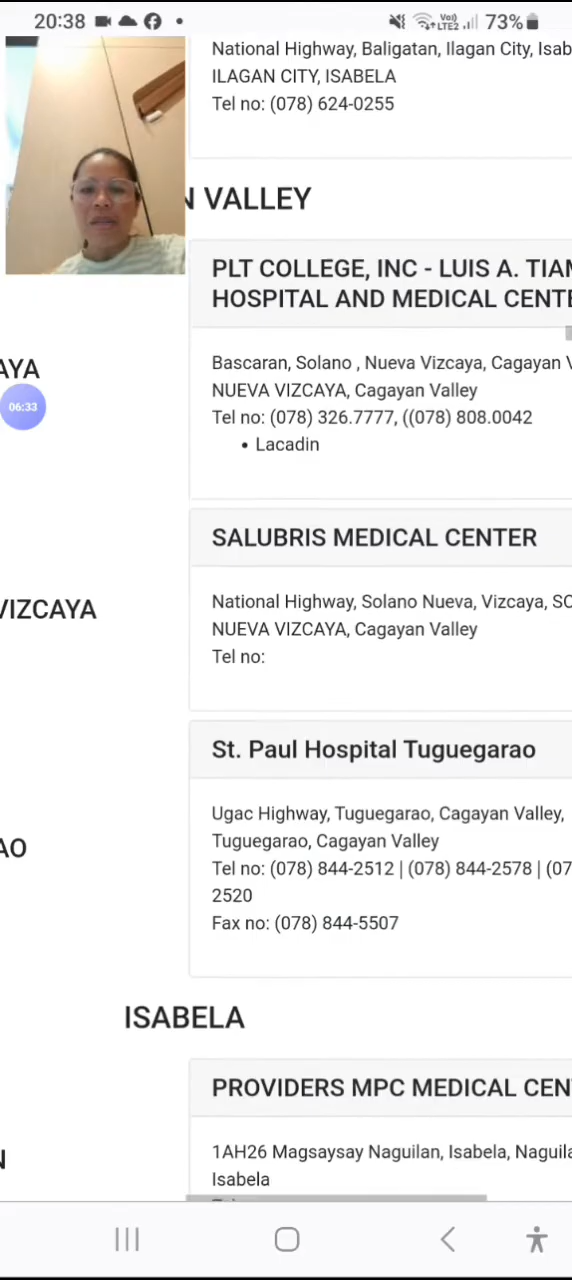 20:38
Vo)
LTE2
73%
National Highway, Baligatan, Ilagan City, Isab
ILAGAN CITY, ISABELA
Tel no: (078) 624-0255
N VALLEY
PLT COLLEGE, INC - LUIS A. TIAM
HOSPITAL AND MEDICAL CENTE
AYA
06:33
Bascaran, Solano , Nueva Vizcaya, Cagayan V
NUEVA VIZCAYA, Cagayan Valley
Tel no: (078) 326.7777, ((078) 808.0042
• Lacadin
SALUBRIS MEDICAL CENTER
VIZCAYA
National Highway, Solano Nueva, Vizcaya, SO
NUEVA VIZCAYA, Cagayan Valley
Tel no:
St. Paul Hospital Tuguegarao
AO
Ugac Highway, Tuguegarao, Cagayan Valley,
Tuguegarao, Cagayan Valley
Tel no: (078) 844-2512 | (078) 844-2578 | (07
2520
Fax no: (078) 844-5507
ISABELA
PROVIDERS MPC MEDICAL CEN
N
1AH26 Magsaysay Naguilan, Isabela, Naguila
Isabela